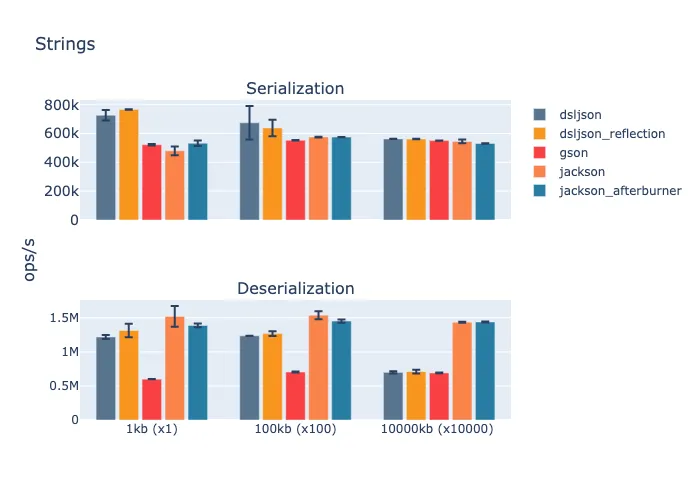 Strings
Serialization
800k
600k
400k
200k
0
dsljson
dsljson_reflection
gson
jackson
jackson_afterburner
ops/s
Deserialization
1.5M
1M
0.5M
0
1kb (x1)
100kb (x100)
10000kb (x10000)